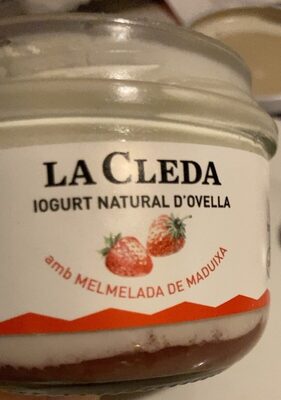 LA CLEDA
IOGURT NATURAL D'OVELLA
amb MELMELADA DE MADUIXA